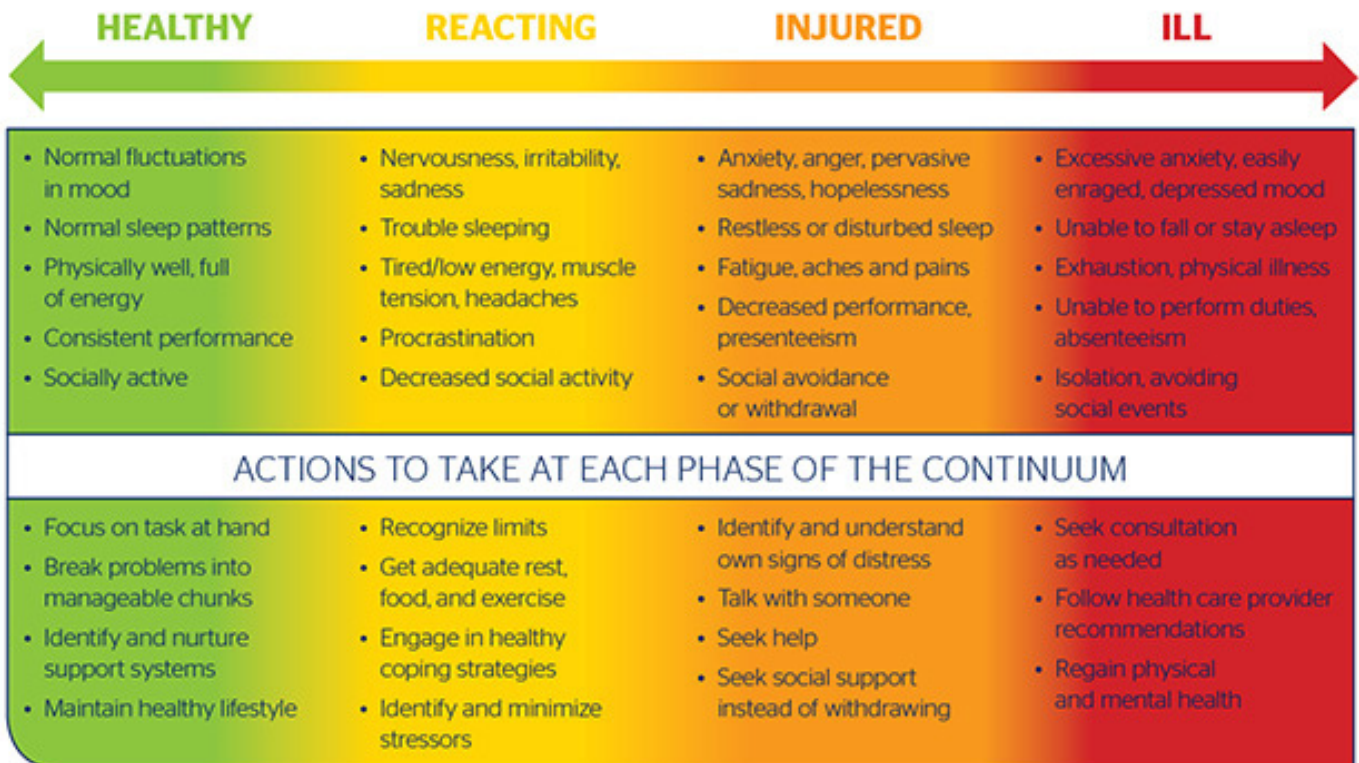 HEALTHY
REACTING
INJURED
ILL
• Normal fluctuations
in mood
• Normal sleep patterns
• Physically well, full
of energy
• Consistent performance
• Socially active
• Nervousness, irritability,
sadness
• Trouble sleeping
• Tired/low energy, muscle
tension, headaches
• Procrastination
• Decreased social activity
• Anxiety, anger, pervasive
sadness, hopelessness
• Restless or disturbed sleep
• Fatigue, aches and pains
• Decreased performance,
presenteeism
• Social avoidance
or withdrawal
• Excessive anxiety, easily
enraged, depressed mood
• Unable to fall or stay asleep
• Exhaustion, physical illness
• Unable to perform duties,
absenteeism
• Isolation, avoiding
social events
ACTIONS TO TAKE AT EACH PHASE OF THE CONTINUUM
• Focus on task at hand
• Break problems into
manageable chunks
• Identify and nurture
support systems
• Maintain healthy lifestyle
• Recognize limits
• Get adequate rest,
food, and exercise
• Engage in healthy
coping strategies
• Identify and minimize
stressors
• Identify and understand
own signs of distress
• Talk with someone
• Seek help
• Seek social support
instead of withdrawing
• Seek consultation
as needed
• Follow health care provider
recommendations
• Regain physical
and mental health